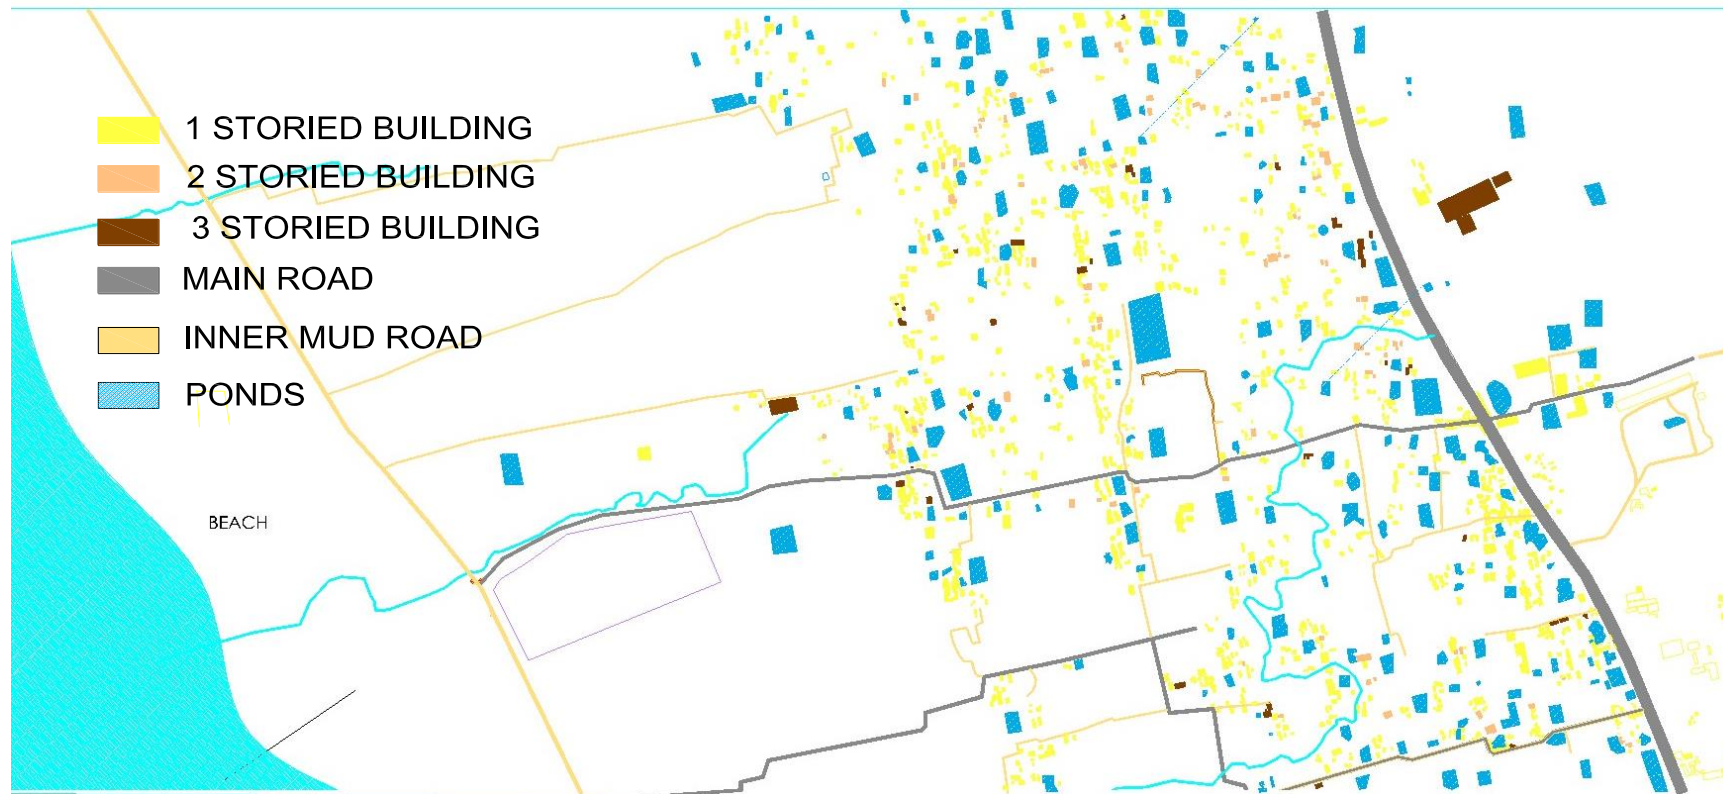 1 STORIED BUILDING
2 STORIED BUILDING
3 STORIED BUILDING
MAIN ROAD
INNER MUD ROAD
PONDS
BEACH